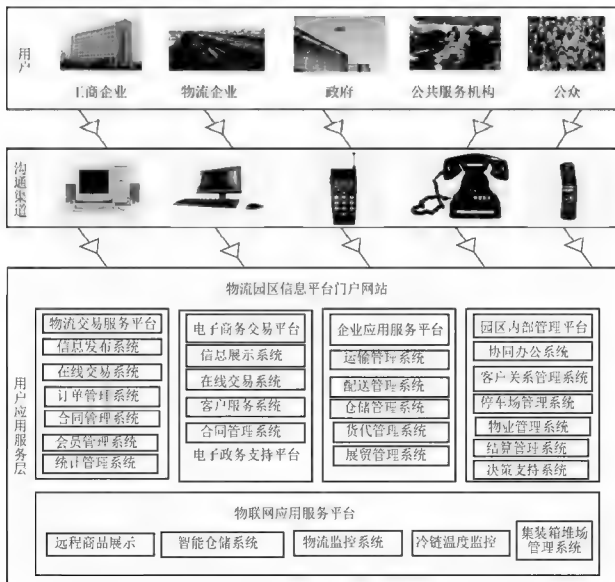 用户
工商企业
物流企业
政府
公共服务机构
公众
沟通渠道
物流园区信息平台门户网站
用户应用服务层
物流交易服务平台
信息发布系统
在线交易系统
订单管理系统
合同管理系统
会员管理系统
统计管理系统
电子商务交易平台
信息展示系统
在线交易系统
客户服务系统
合同管理系统
电子政务支持平台
企业应用服务平台
运输管理系统
配送管理系统
仓储管理系统
货代管理系统
展贸管理系统
园区内部管理平台
协同办公系统
客户关系管理系统
停车场管理系统
物业管理系统
结算管理系统
决策支持系统
物联网应用服务平台
远程商品展示
智能仓储系统
物流监控系统
冷链温度监控
集装箱堆场
管理系统